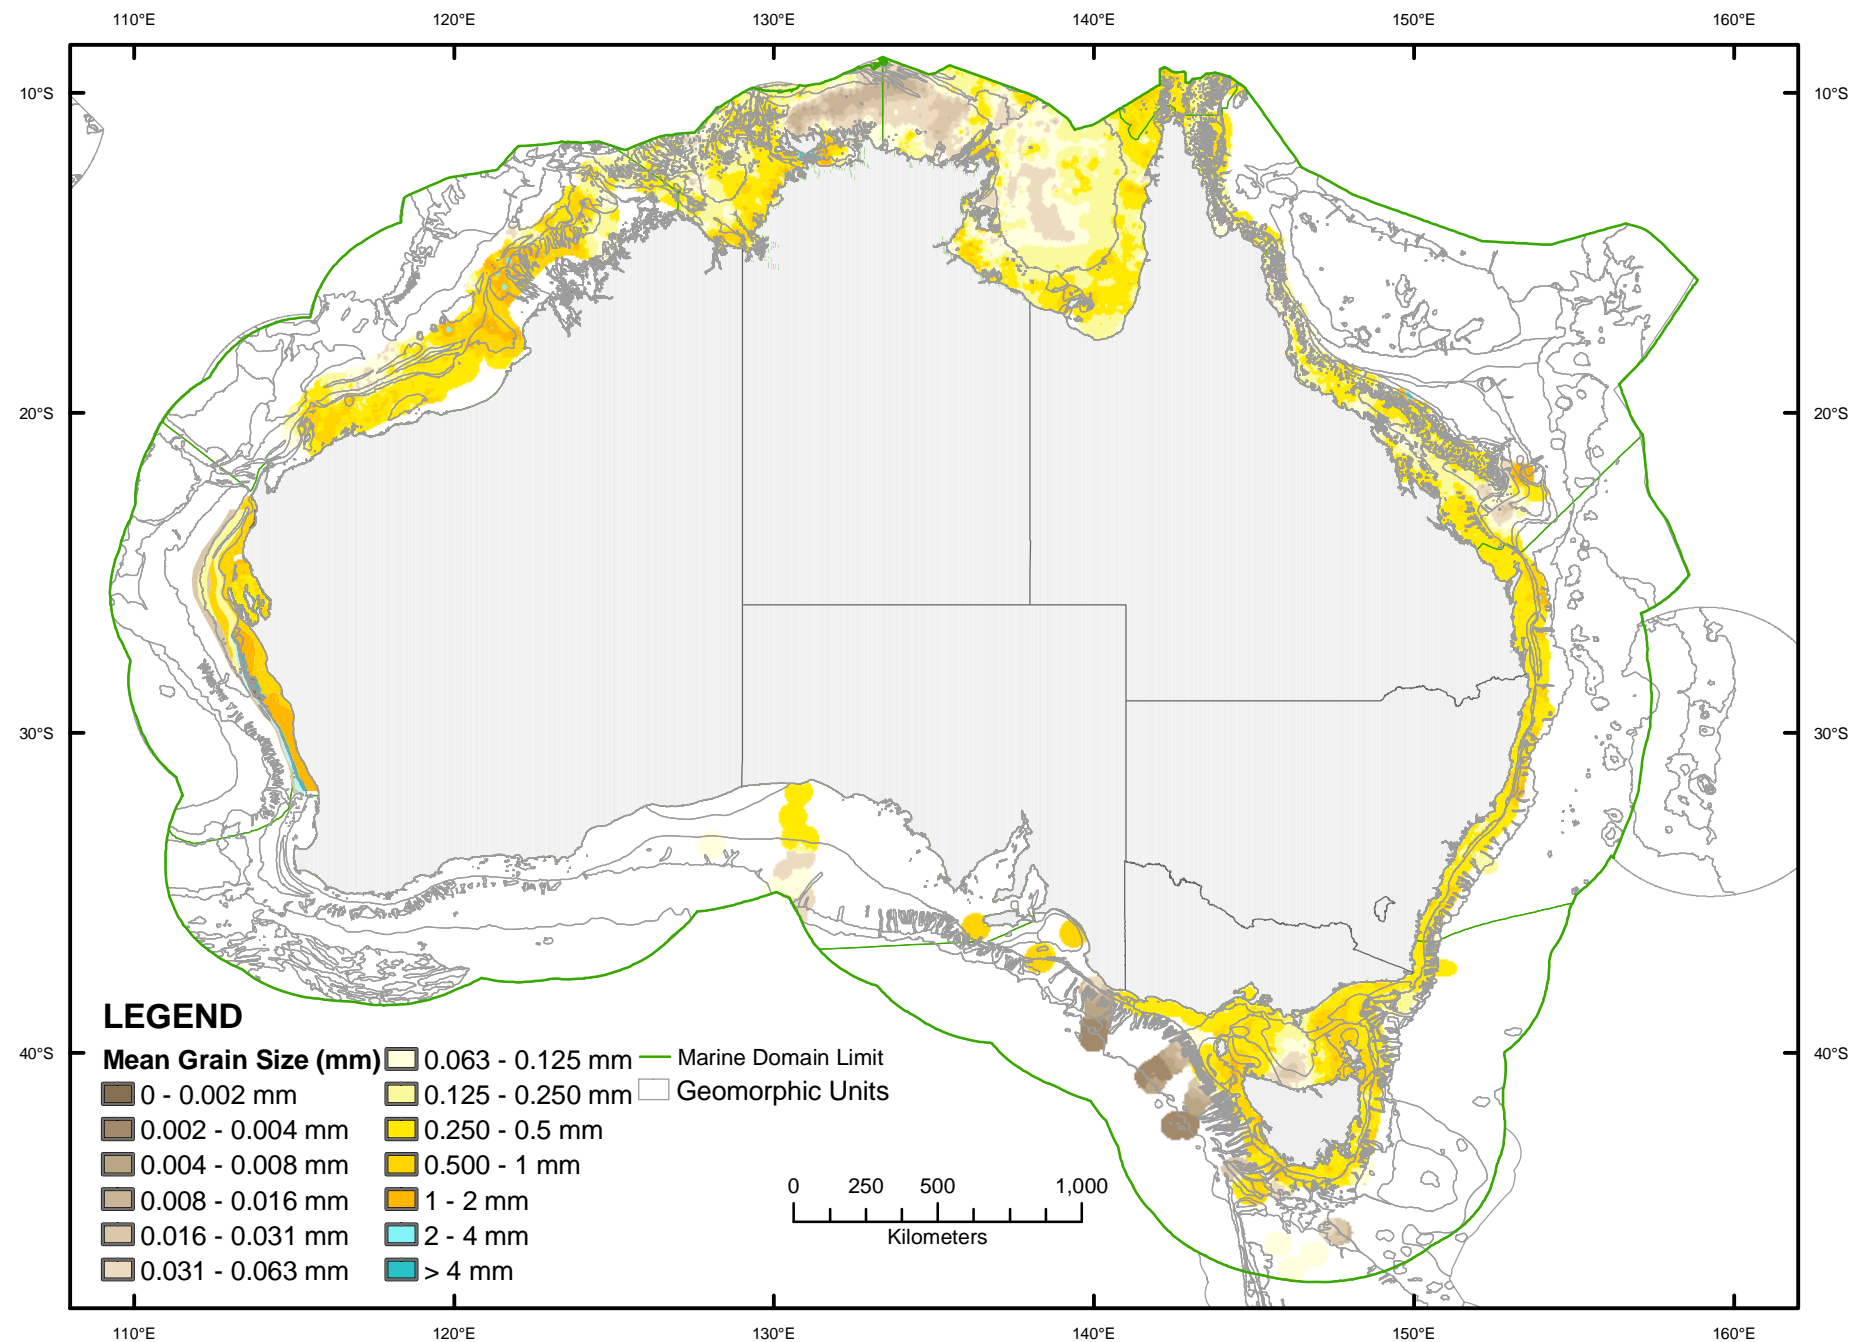 110°E 120°E 130°E 140°E 150°E 160°E
10°S 10°S
20°S 20°S
30°S 30°S
40°S 40°S
LEGEND
Mean Grain Size (mm)
0 - 0.002 mm
0.002 - 0.004 mm
0.004 - 0.008 mm
0.008 - 0.016 mm
0.016 - 0.031 mm
0.031 - 0.063 mm
0.063 - 0.125 mm
0.125 - 0.250 mm
0.250 - 0.5 mm
0.500 - 1 mm
1 - 2 mm
2 - 4 mm
> 4 mm
Marine Domain Limit
Geomorphic Units
0 250 500 1,000
Kilometers
110°E 120°E 130°E 140°E 150°E 160°E